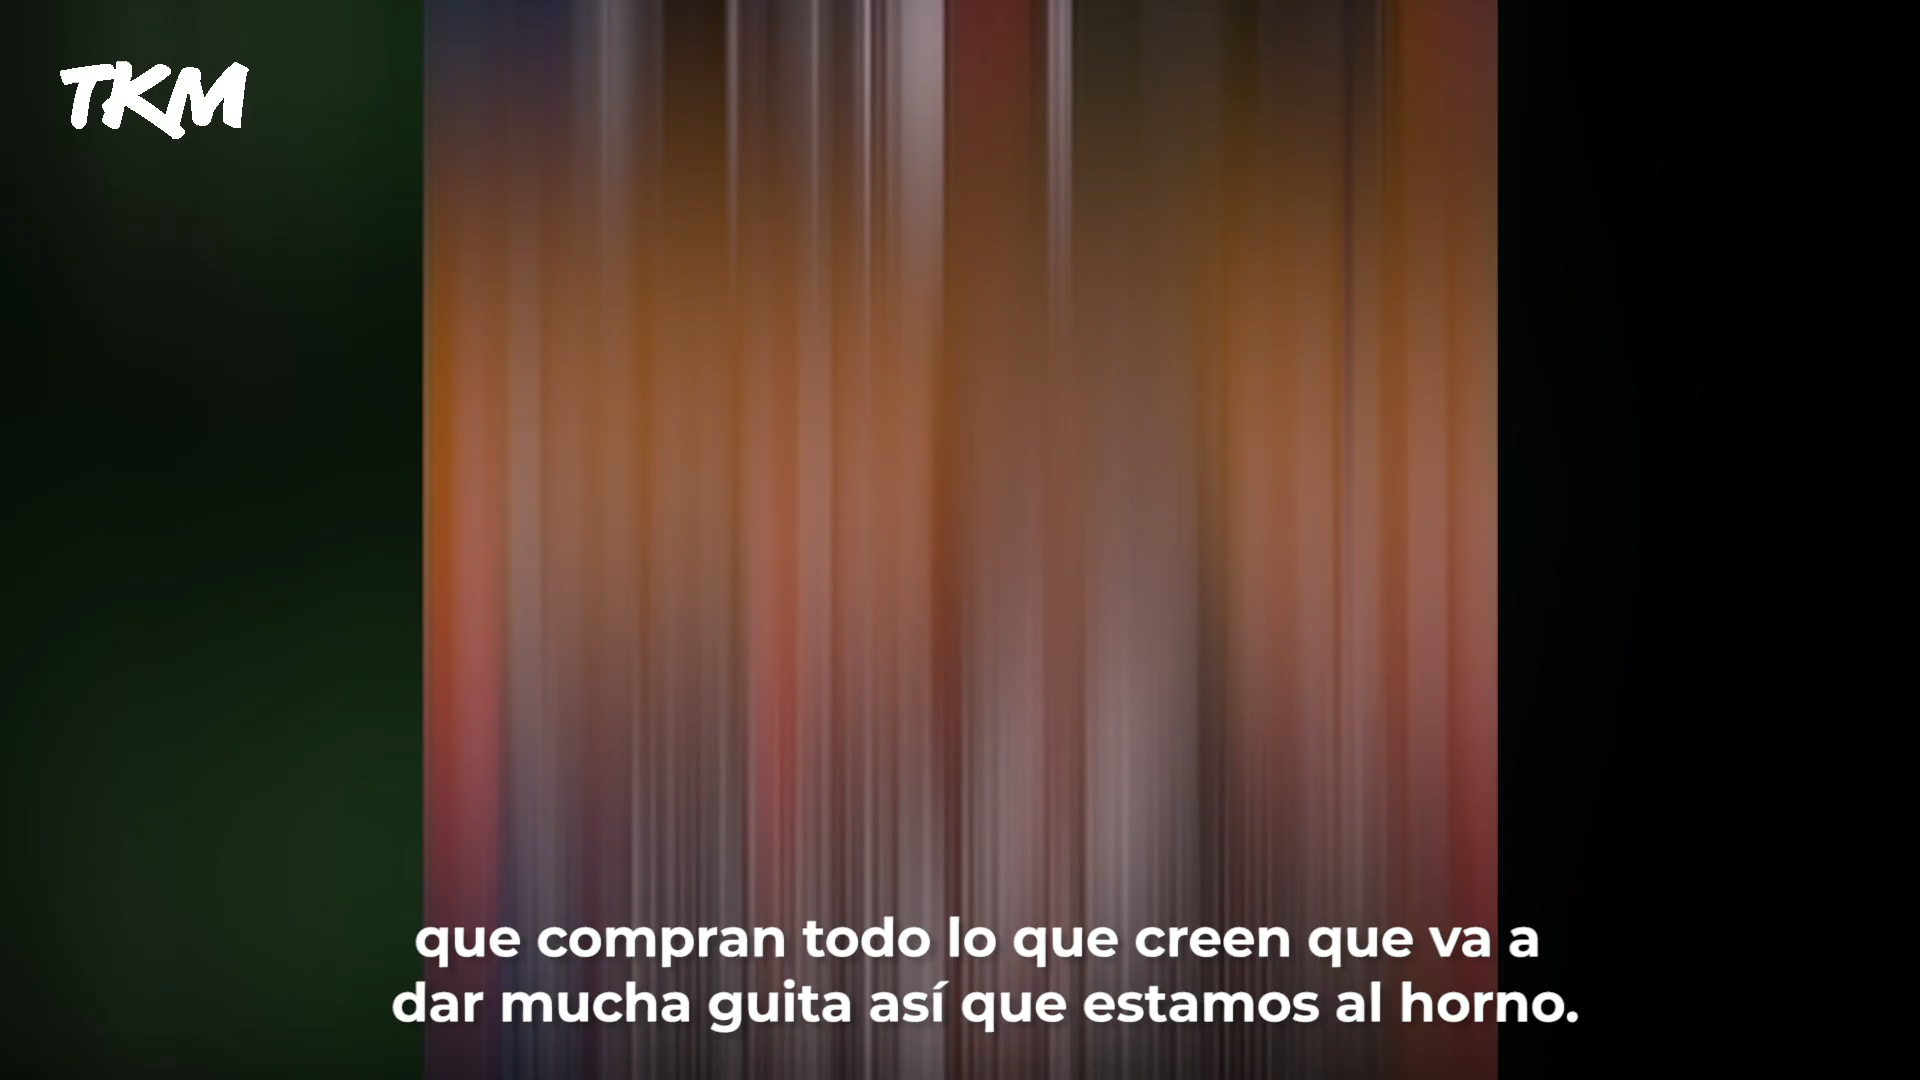 TKM
que compran todo lo que creen que va a
dar mucha guita así que estamos al horno.